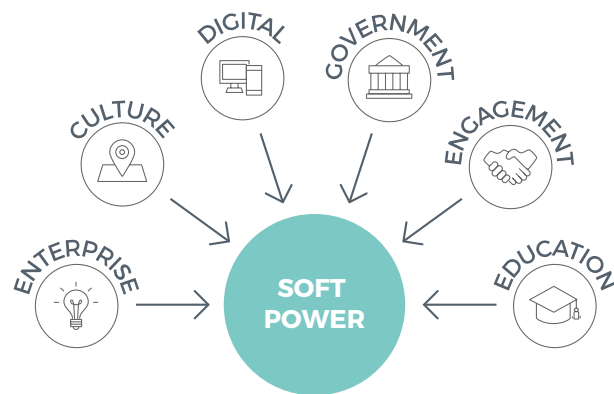 DIGITAL
GOVERNMENT
CULTURE
ENGAGEMENT
ENTERPRISE
EDUCATION
SOFT
POWER